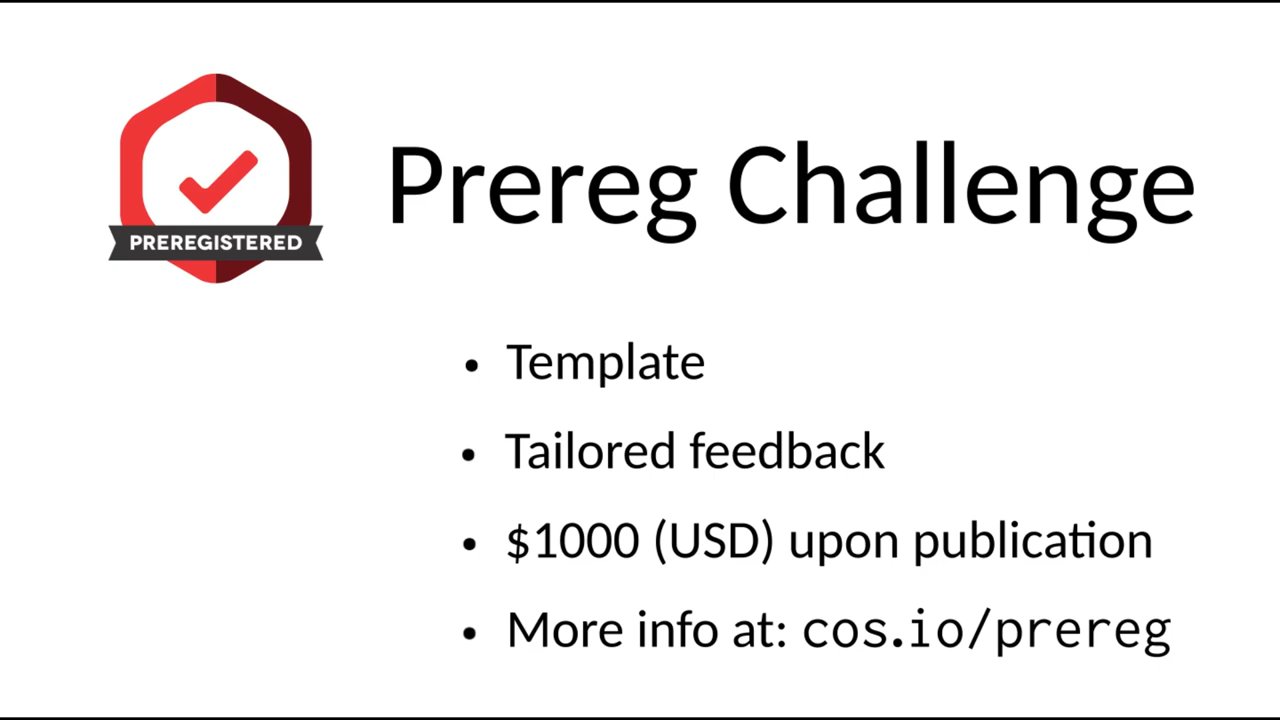 PREREGISTERED
Prereg Challenge
• Template
• Tailored feedback
• $1000 (USD) upon publication
• More info at: cos.io/prereg